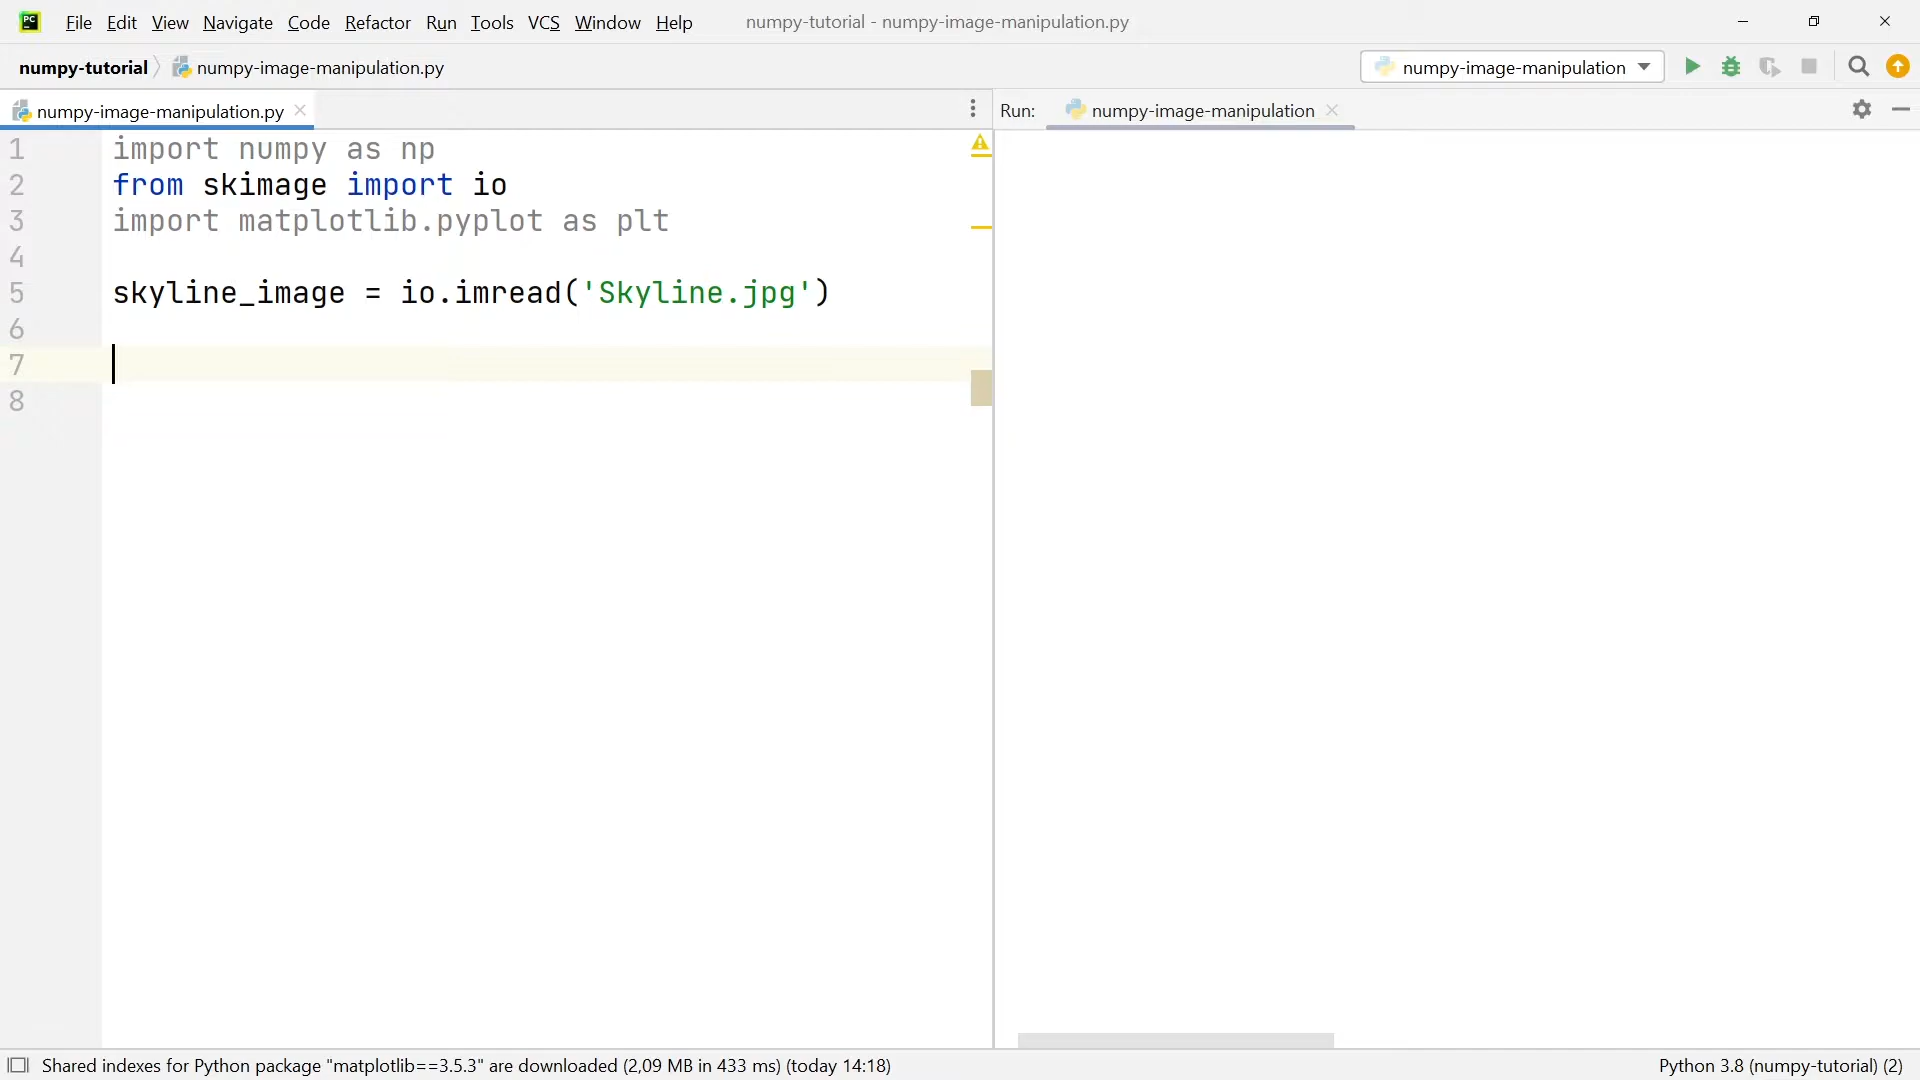 PC
File Edit View Navigate Code Refactor Run Tools VCS Window Help
numpy-tutorial - numpy-image-manipulation.py
numpy-tutorial numpy-image-manipulation.py
numpy-image-manipulation
numpy-image-manipulation.py
Run: numpy-image-manipulation
1 import numpy as np
2 from skimage import io
3 import matplotlib.pyplot as plt
4
5 skyline_image = io.imread('Skyline.jpg')
6
7
8
Shared indexes for Python package "matplotlib==3.5.3" are downloaded (2,09 MB in 433 ms) (today 14:18)
Python 3.8 (numpy-tutorial) (2)